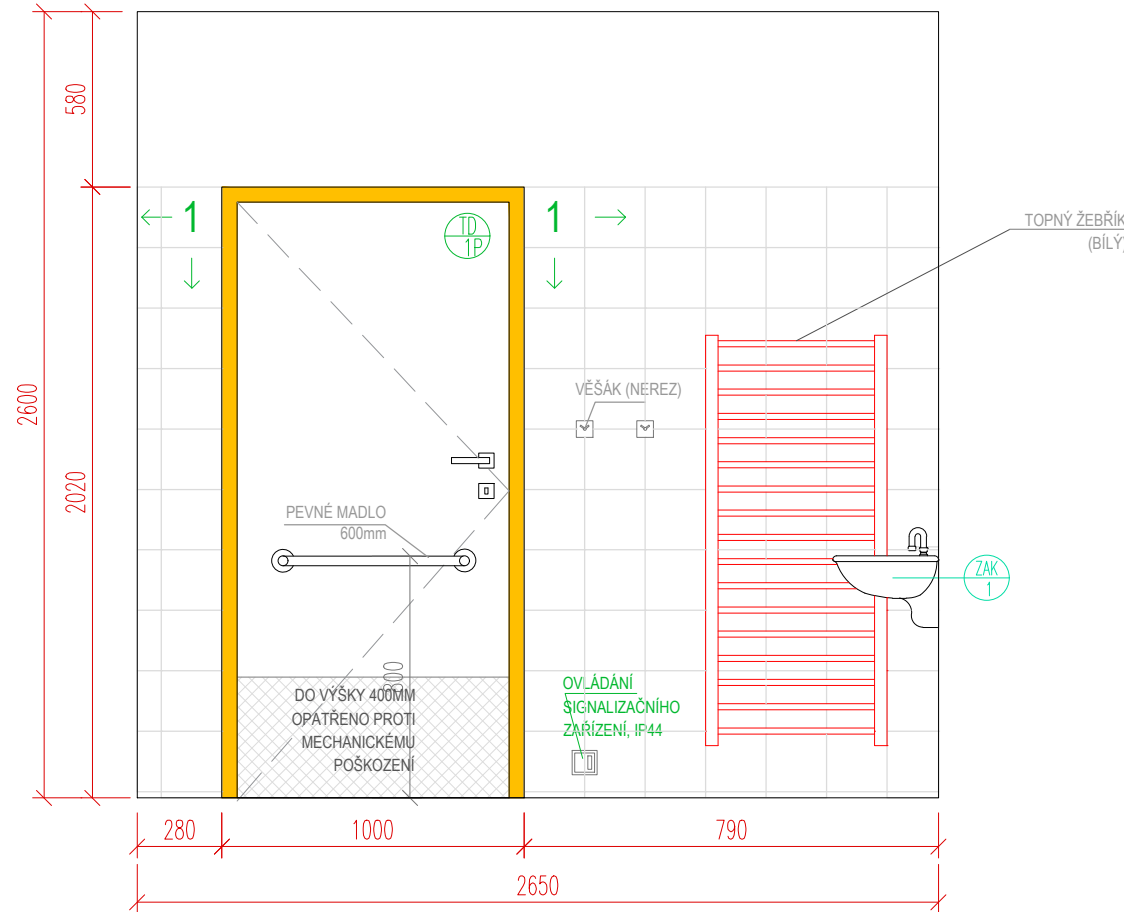 580
2600
2020
1
TD
1P
1
TOPNÝ ŽEBŘÍK
(BÍLÝ)
VĚŠÁK (NEREZ)
PEVNÉ MADLO
600mm
ZAK
1
800
DO VÝŠKY 400MM
OPATŘENO PROTI
MECHANICKÉMU
POŠKOZENÍ
OVLÁDÁNÍ
SIGNALIZAČNÍHO
ZAŘÍZENÍ, IP44
280
1000
790
2650